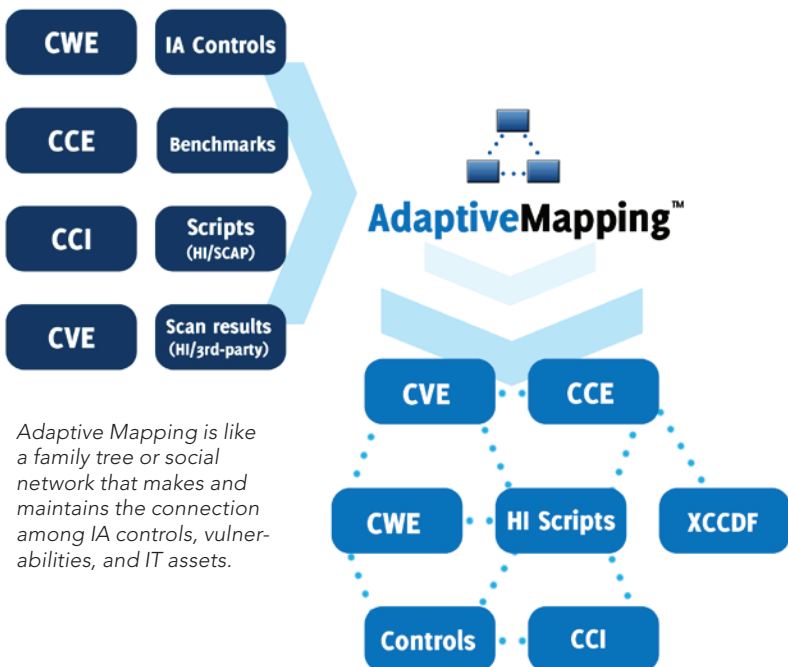 CWE
IA Controls
CCE
Benchmarks
CCI
Scripts
(HI/SCAP)
CVE
Scan results
(HI/3rd-party)
AdaptiveMapping™
Adaptive Mapping is like
a family tree or social
network that makes and
maintains the connection
among IA controls, vulner-
abilities, and IT assets.
CVE
CCE
CWE
HI Scripts
XCCDF
Controls
CCI